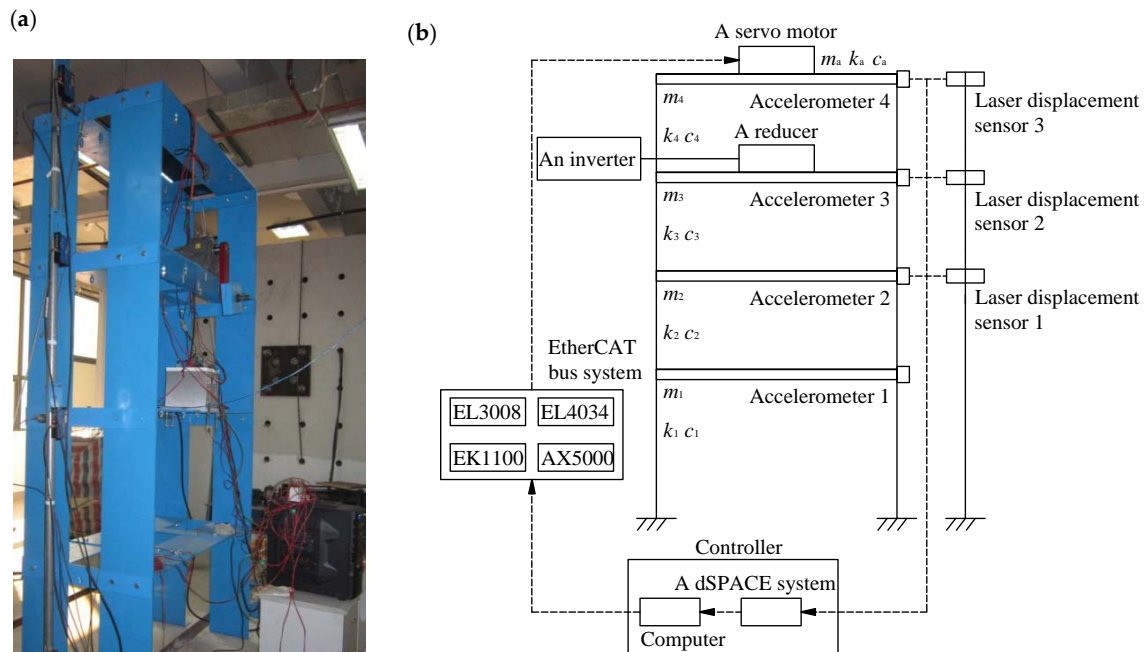 (a)
(b)
A servo motor
mₐ kₐ cₐ
m₄
Accelerometer 4
Laser displacement
sensor 3
k₄ c₄
A reducer
An inverter
m₃
Accelerometer 3
Laser displacement
sensor 2
k₃ c₃
m₂
Accelerometer 2
Laser displacement
sensor 1
k₂ c₂
EtherCAT
bus system
m₁
Accelerometer 1
EL3008
EL4034
k₁ c₁
EK1100
AX5000
Controller
A dSPACE system
Computer